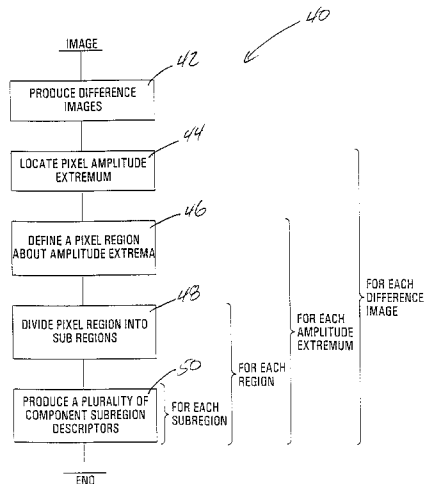 40
IMAGE
42
PRODUCE DIFFERENCE
IMAGES
44
LOCATE PIXEL AMPLITUDE
EXTREMUM
46
DEFINE A PIXEL REGION
ABOUT AMPLITUDE EXTREMA
48
DIVIDE PIXEL REGION INTO
SUB REGIONS
50
PRODUCE A PLURALITY OF
COMPONENT SUBREGION
DESCRIPTORS
FOR EACH
SUBREGION
FOR EACH
REGION
FOR EACH
AMPLITUDE
EXTREMUM
FOR EACH
DIFFERENCE
IMAGE
END